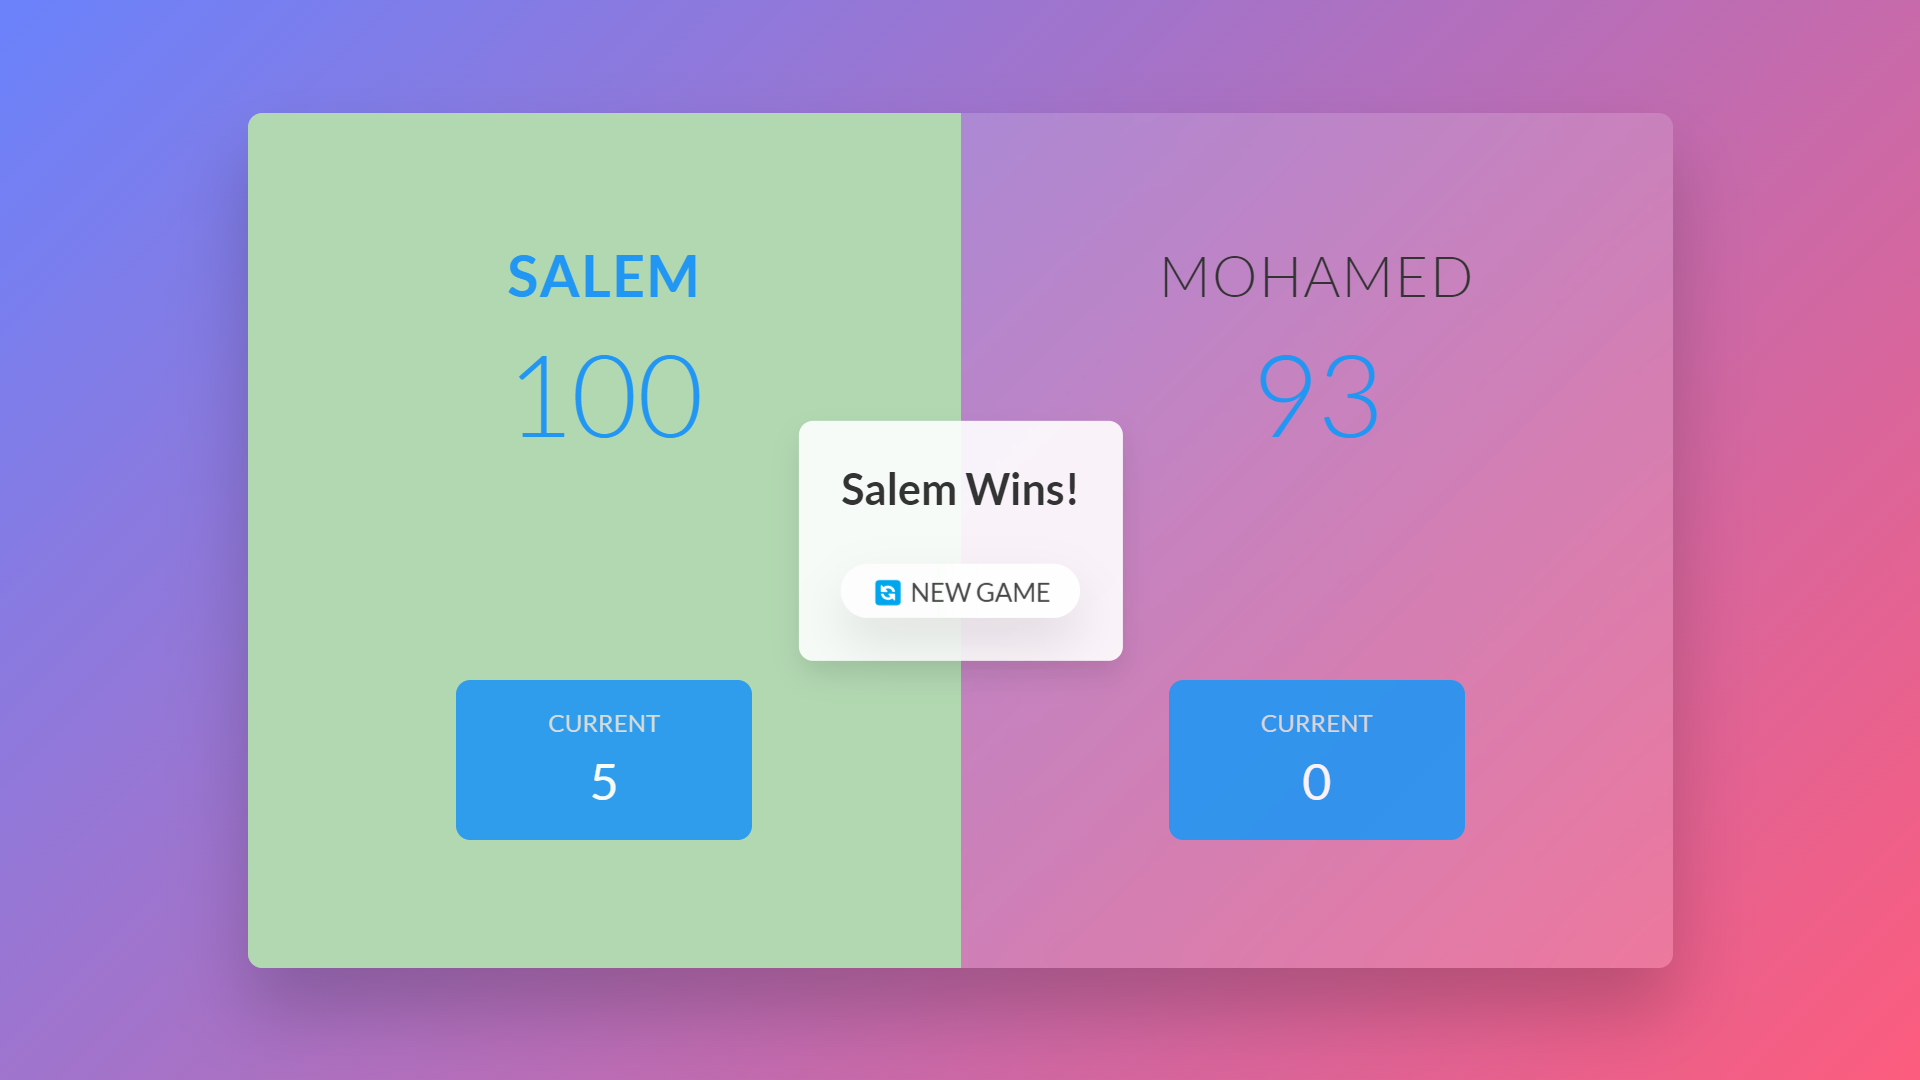 SALEM
100
CURRENT
5
MOHAMED
93
CURRENT
0
Salem Wins!
NEW GAME